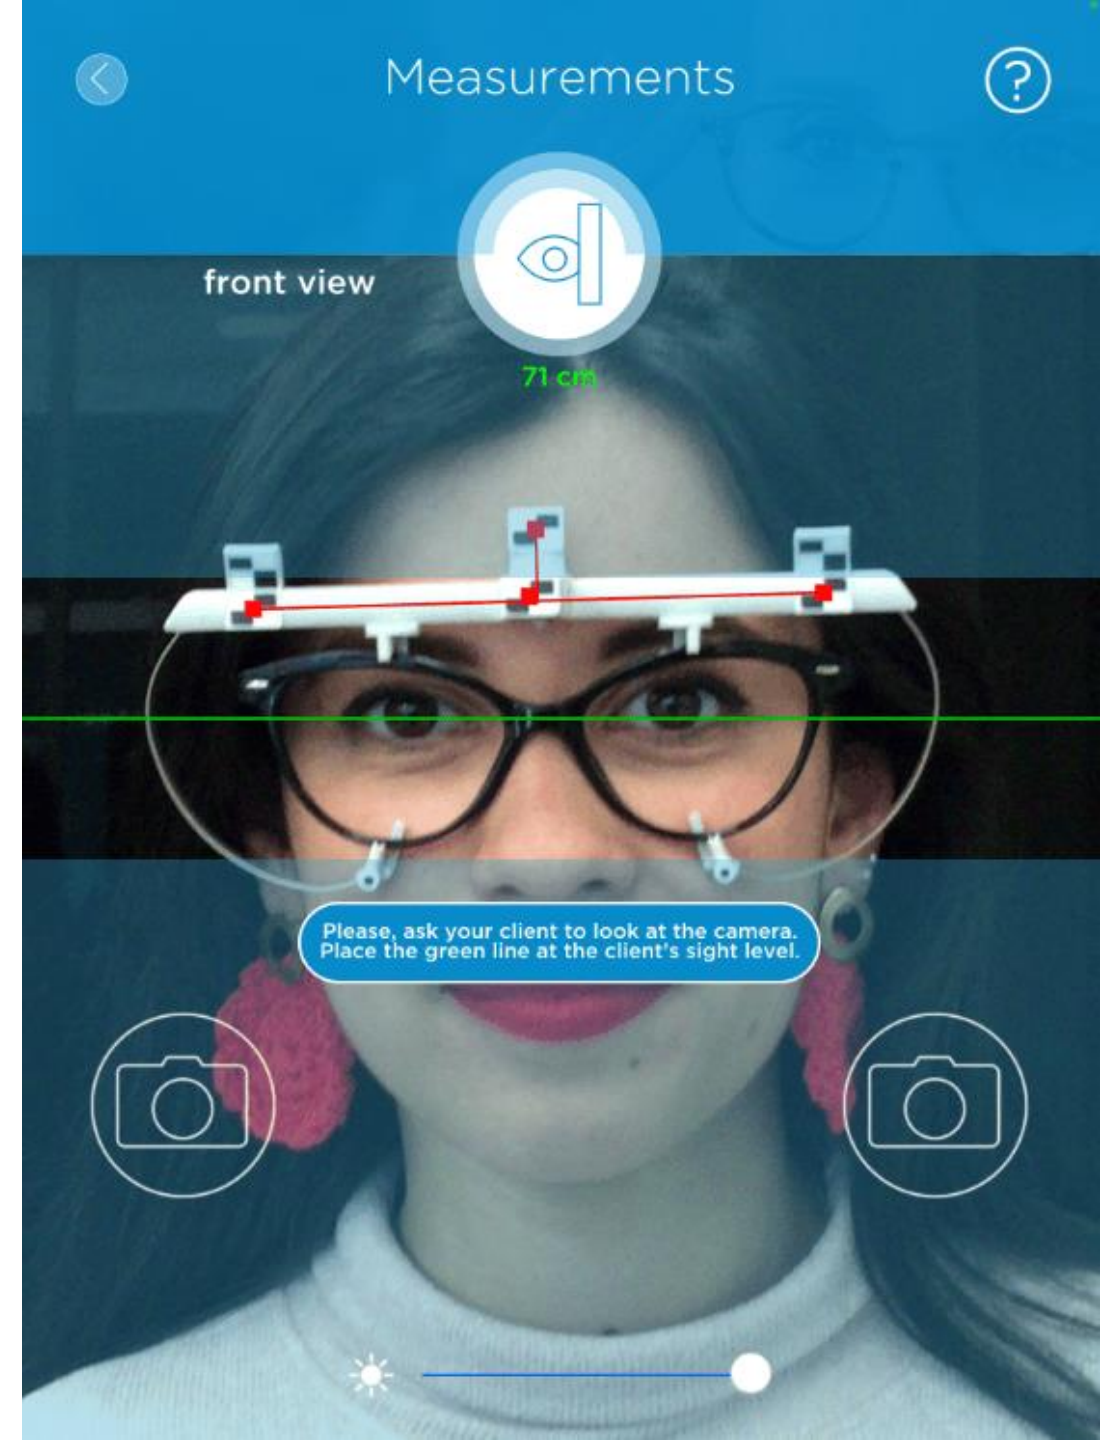 Measurements
?
front view
71 cm
Please, ask your client to look at the camera.
Place the green line at the client's sight level.